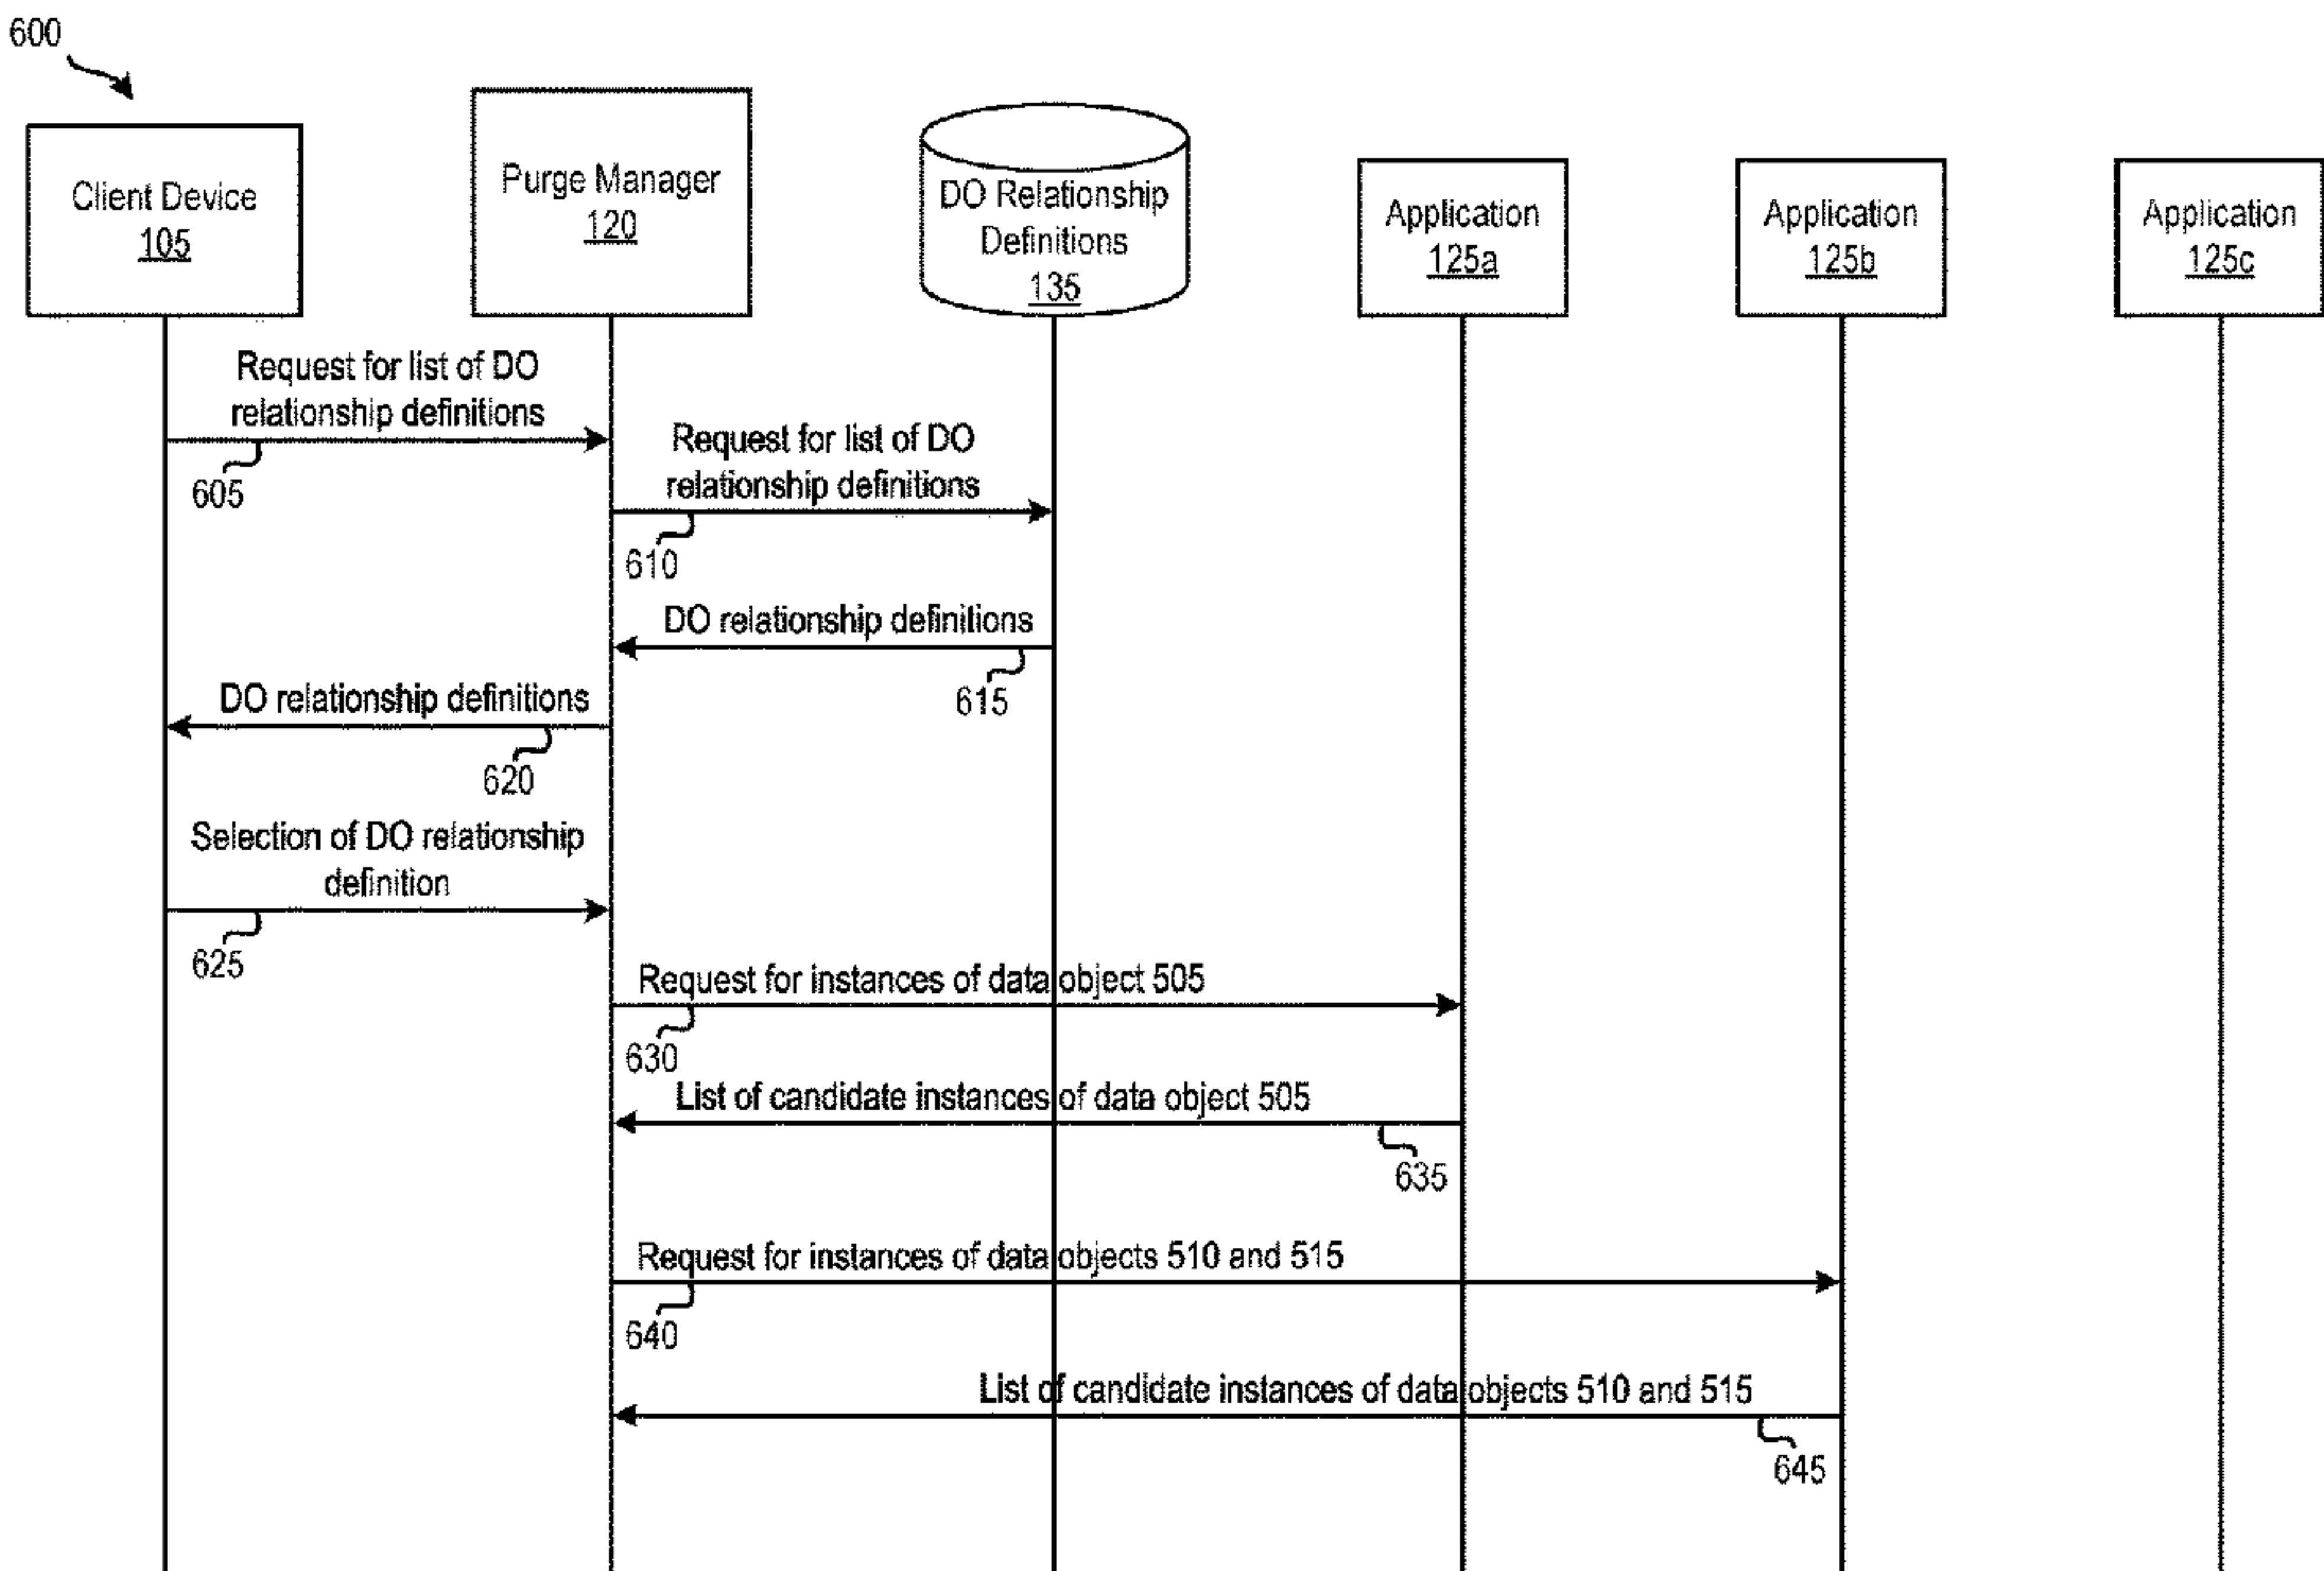 600
Client Device
105
Purge Manager
120
DO Relationship
Definitions
135
Application
125a
Application
125b
Application
125c
Request for list of DO
relationship definitions
605
Request for list of DO
relationship definitions
610
DO relationship definitions
615
DO relationship definitions
620
Selection of DO relationship
definition
625
Request for instances of data object 505
630
List of candidate instances of data object 505
635
Request for instances of data objects 510 and 515
640
List of candidate instances of data objects 510 and 515
645